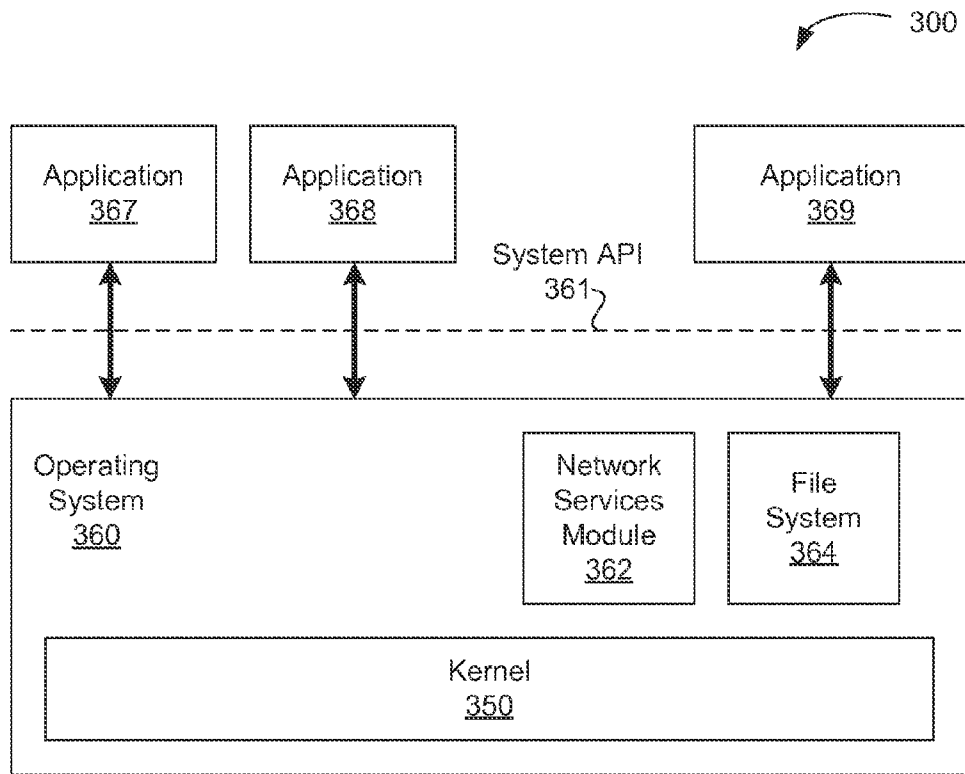 300
Application
367
Application
368
Application
369
System API
361
Operating
System
360
Network
Services
Module
362
File
System
364
Kernel
350